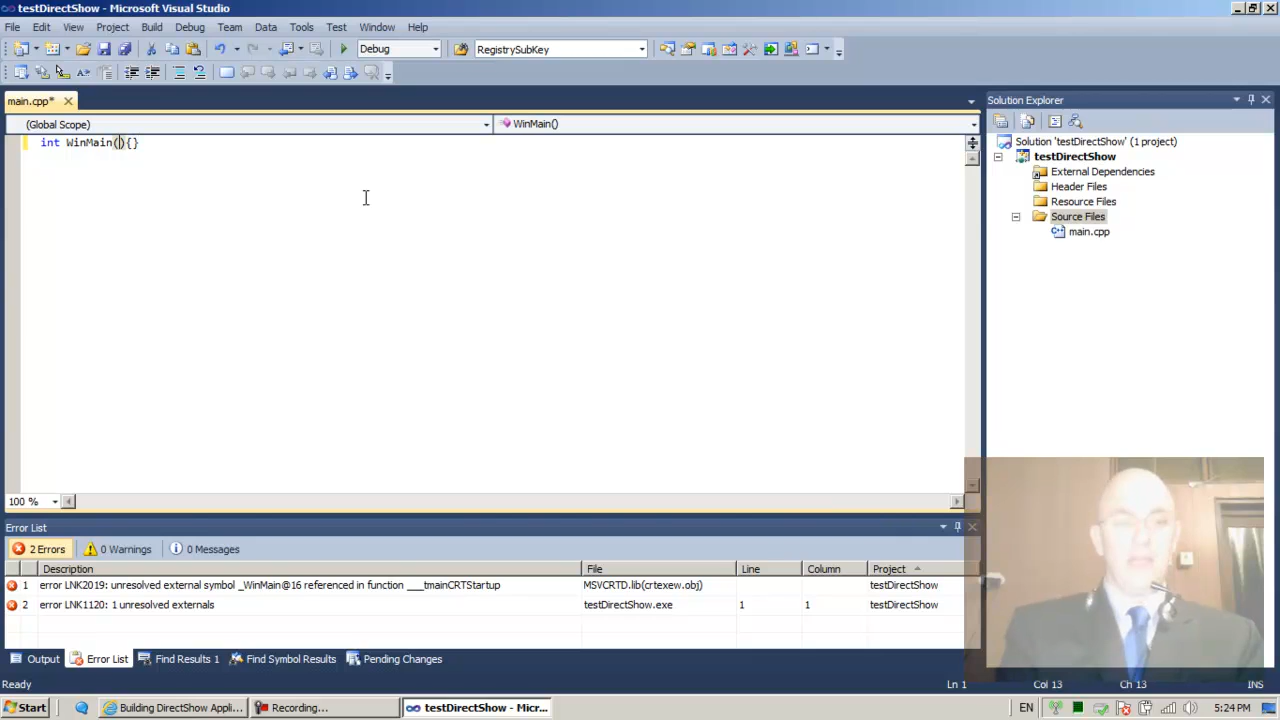 testDirectShow - Microsoft Visual Studio
File Edit View Project Build Debug Team Data Tools Test Window Help
Debug RegistrySubKey
main.cpp*
Solution Explorer
(Global Scope) WinMain()
int WinMain(){}
Solution 'testDirectShow' (1 project)
testDirectShow
External Dependencies
Header Files
Resource Files
Source Files
main.cpp
100 %
Error List
2 Errors 0 Warnings 0 Messages
Description File Line Column Project
1 error LNK2019: unresolved external symbol _WinMain@16 referenced in function ___tmainCRTStartup MSVCRTD.lib(crtexew.obj) testDirectShow
2 error LNK1120: 1 unresolved externals testDirectShow.exe 1 1 testDirectShow
Output Error List Find Results 1 Find Symbol Results Pending Changes
Ready Ln 1 Col 13 Ch 13 INS
Start Building DirectShow Appli... Recording... testDirectShow - Micr... EN 5:24 PM